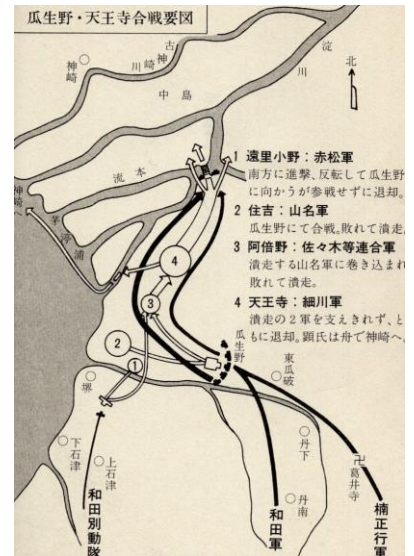 瓜生野・天王寺合戦要図
北
淀川
古神崎川
神崎
中島
本流
神崎へ
茅渟浦
1 遠里小野：赤松軍
南方に進撃、反転して瓜生野
に向かうが参戦せずに退却。
2 住吉：山名軍
瓜生野にて合戦。敗れて潰走。
3 阿倍野：佐々木等連合軍
潰走する山名軍に巻き込まれ
敗れて潰走。
4 天王寺：細川軍
潰走の2軍を支えきれず、と
もに退却。顕氏は舟で神崎へ。
4
3
2
1
瓜生野
東瓜破
堺
下石津
上石津
丹下
丹南
卍葛井寺
和田別動隊
和田軍
楠正行軍